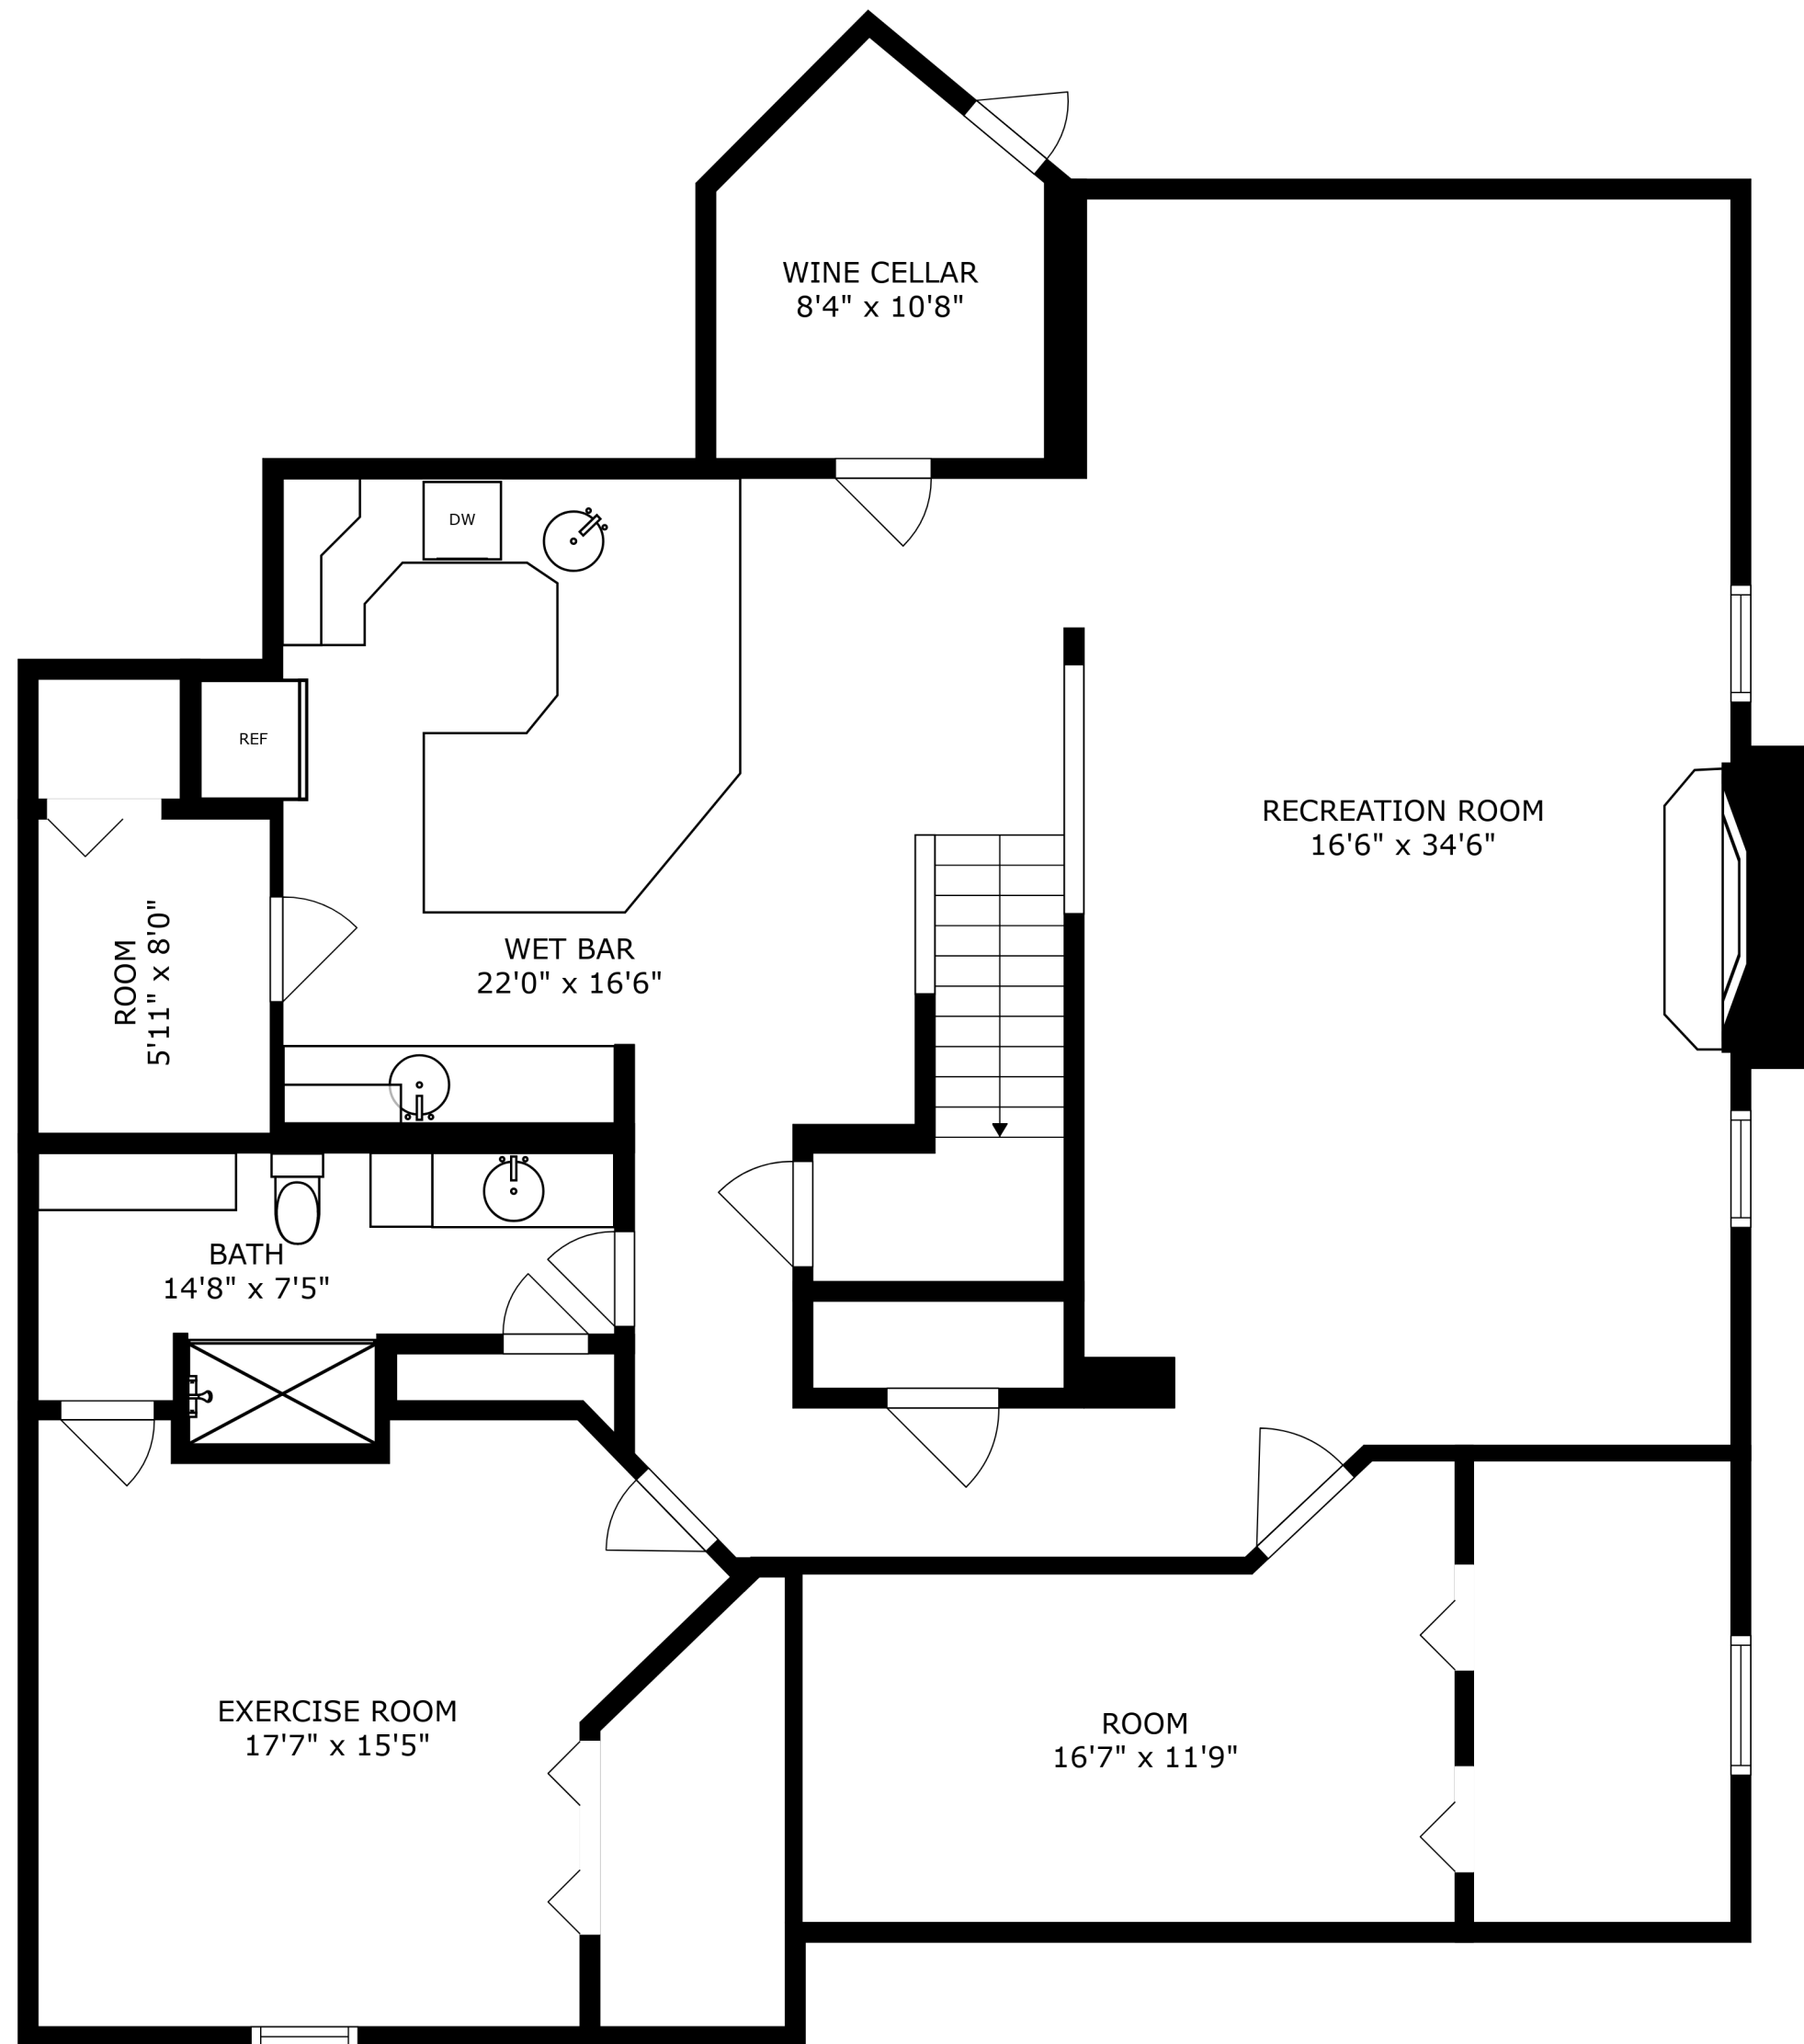 WINE CELLAR
8'4" x 10'8"
DW
REF
RECREATION ROOM
16'6" x 34'6"
WET BAR
22'0" x 16'6"
ROOM
5'11" x 8'0"
BATH
14'8" x 7'5"
EXERCISE ROOM
17'7" x 15'5"
ROOM
16'7" x 11'9"